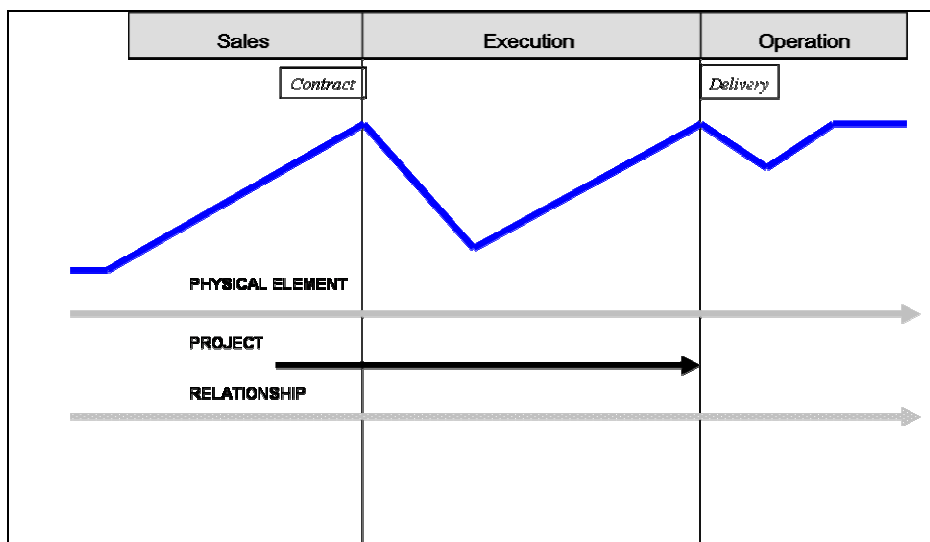 Sales Execution Operation
Contract Delivery
PHYSICAL ELEMENT
PROJECT
RELATIONSHIP